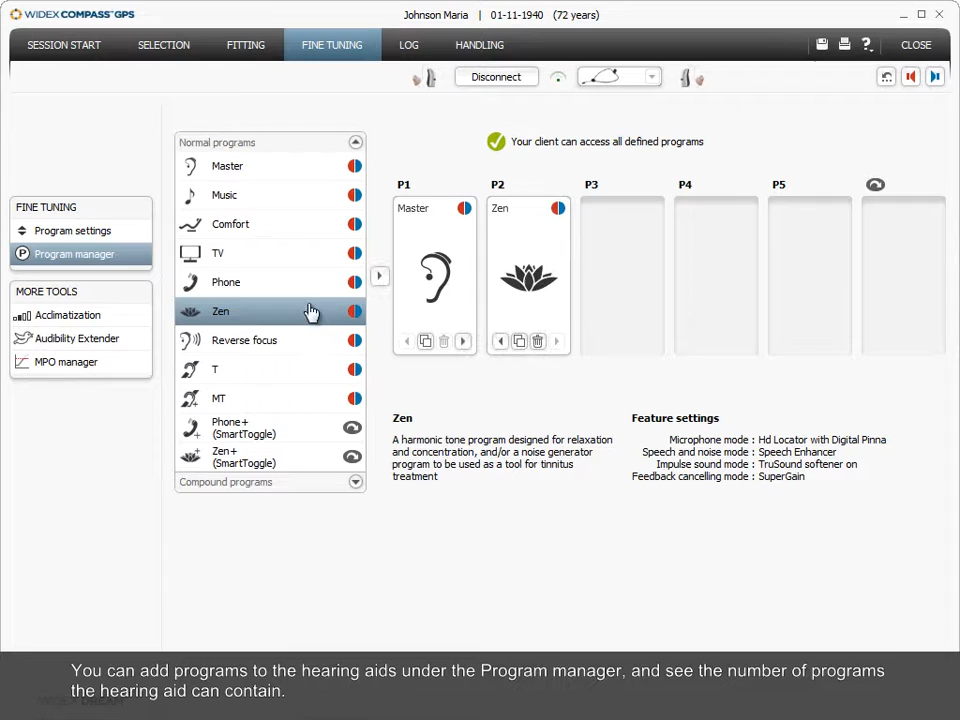 WIDEX COMPASS™GPS
Johnson Maria | 01-11-1940 (72 years)
SESSION START SELECTION FITTING FINE TUNING LOG HANDLING CLOSE
Disconnect
Normal programs
Master
Music
Comfort
TV
Phone
Zen
Reverse focus
T
MT
Phone+
(SmartToggle)
Zen+
(SmartToggle)
Compound programs
FINE TUNING
Program settings
P Program manager
MORE TOOLS
Acclimatization
Audibility Extender
MPO manager
Your client can access all defined programs
P1 P2 P3 P4 P5
Master Zen
Zen
A harmonic tone program designed for relaxation
and concentration, and/or a noise generator
program to be used as a tool for tinnitus
treatment
Feature settings
Microphone mode : Hd Locator with Digital Pinna
Speech and noise mode : Speech Enhancer
Impulse sound mode : TruSound softener on
Feedback cancelling mode : SuperGain
You can add programs to the hearing aids under the Program manager, and see the number of programs
the hearing aid can contain.
WIDEX DREAM